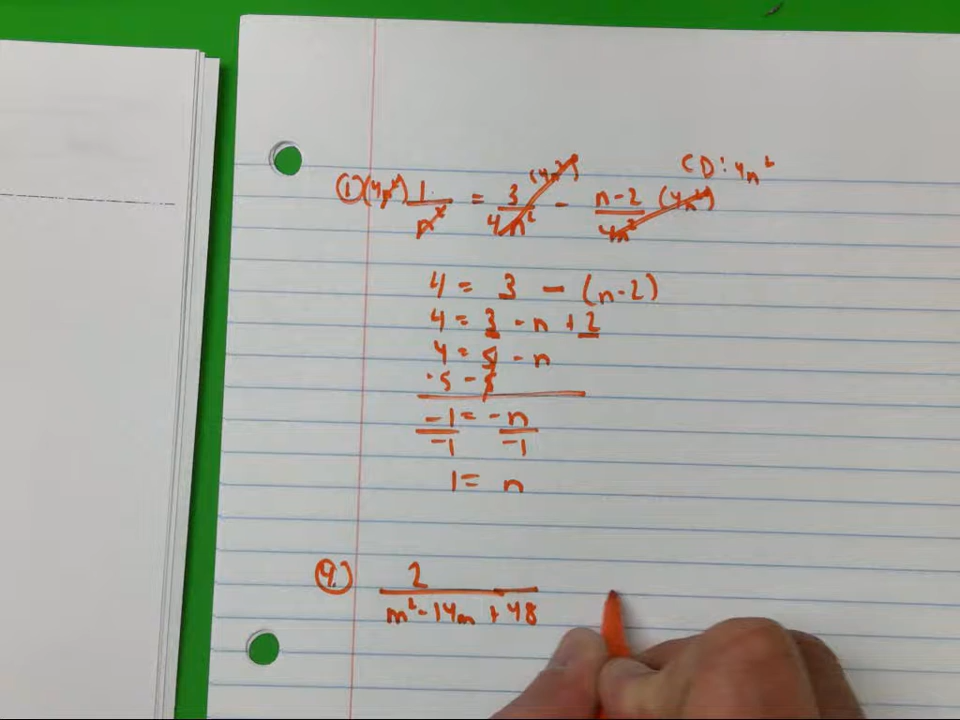 CD: 4n²
① (4n²) 1/n² = 3/4n² (4n²) - n-2/4n² (4n²)
4 = 3 - (n-2)
4 = 3 - n + 2
4 = 5 - n
-5 -5
-1 = -n
-1 -1
1 = n
⑨ 2
m² - 14m + 48